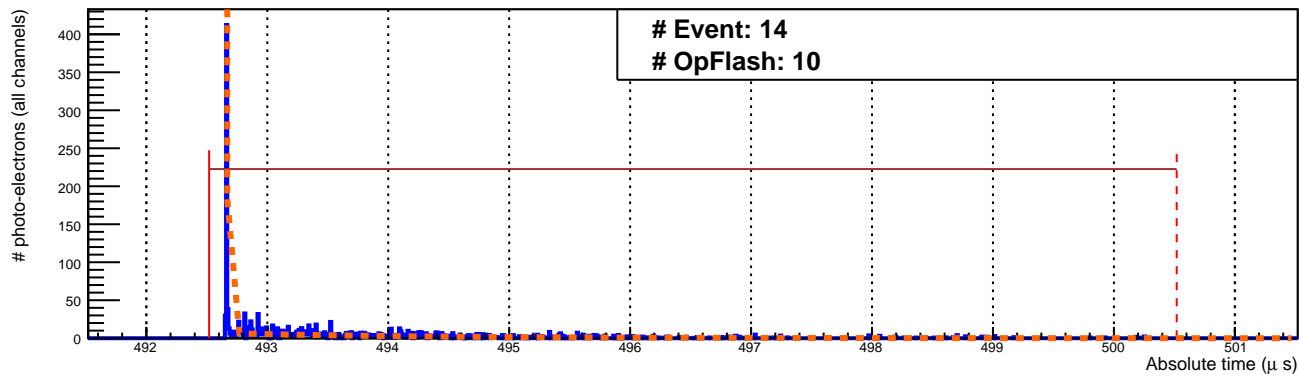 # Event: 14
# OpFlash: 10
# photo-electrons (all channels)
400
350
300
250
200
150
100
50
0
492 493 494 495 496 497 498 499 500 501
Absolute time (μ s)